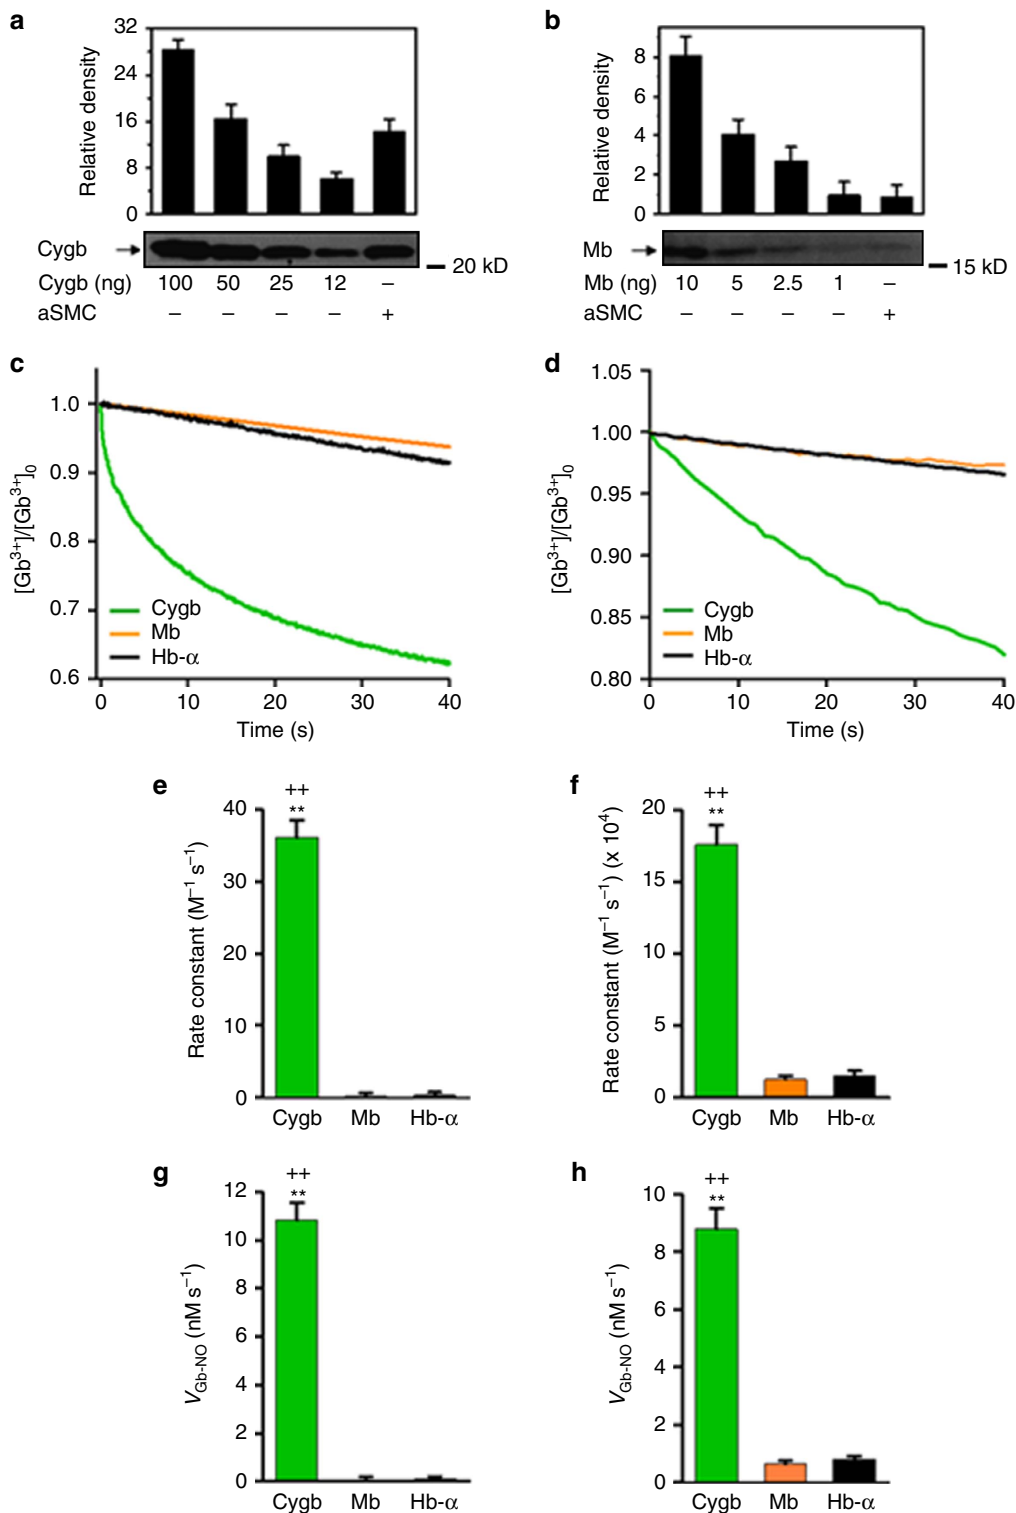 a
32
24
16
8
0
Relative density
Cygb
20 kD
Cygb (ng) 100 50 25 12 –
aSMC – – – – +
b
8
6
4
2
0
Relative density
Mb
15 kD
Mb (ng) 10 5 2.5 1 –
aSMC – – – – +
c
1.0
0.9
0.8
0.7
0.6
[Gb³⁺]/[Gb³⁺]₀
Cygb
Mb
Hb-α
0 10 20 30 40
Time (s)
d
1.05
1.00
0.95
0.90
0.85
0.80
[Gb³⁺]/[Gb³⁺]₀
Cygb
Mb
Hb-α
0 10 20 30 40
Time (s)
e
40
30
20
10
0
Rate constant (M⁻¹ s⁻¹)
++
**
Cygb Mb Hb-α
f
20
15
10
5
0
Rate constant (M⁻¹ s⁻¹) (x 10⁴)
++
**
Cygb Mb Hb-α
g
12
10
8
6
4
2
0
V Gb-NO (nM s⁻¹)
++
**
Cygb Mb Hb-α
h
10
8
6
4
2
0
V Gb-NO (nM s⁻¹)
++
**
Cygb Mb Hb-α